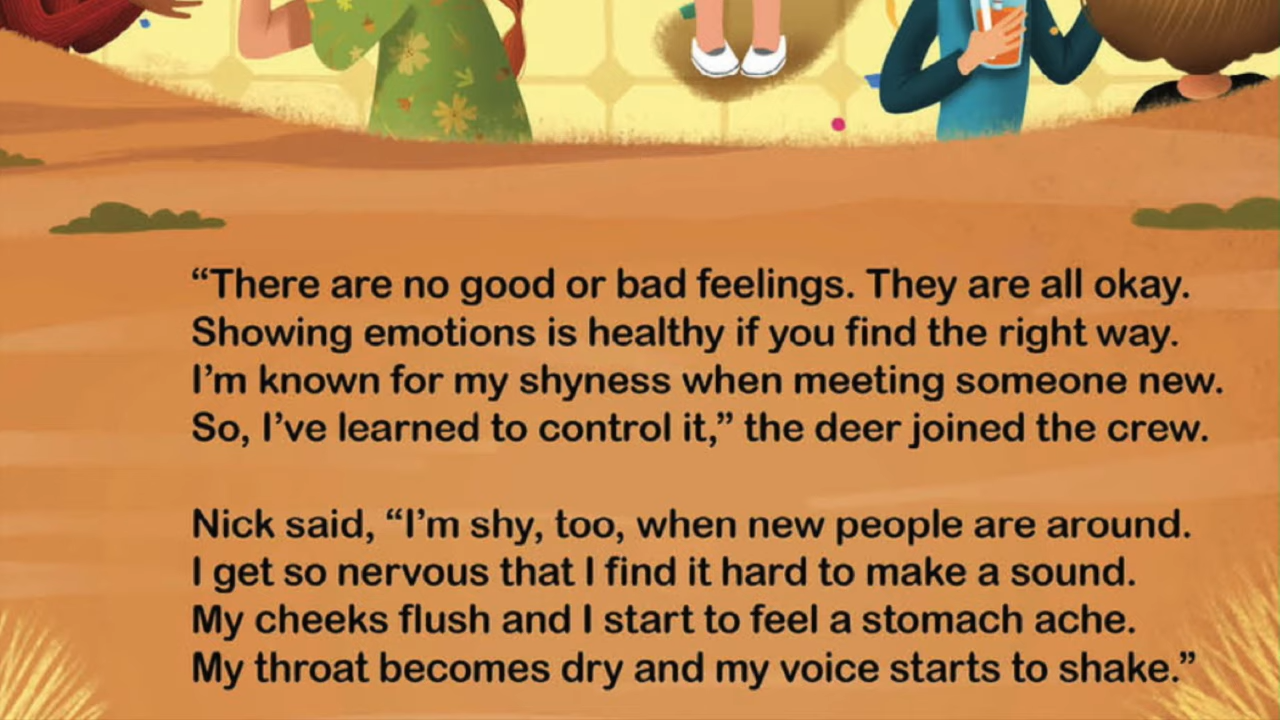 “There are no good or bad feelings. They are all okay.
Showing emotions is healthy if you find the right way.
I’m known for my shyness when meeting someone new.
So, I’ve learned to control it,” the deer joined the crew.
Nick said, “I’m shy, too, when new people are around.
I get so nervous that I find it hard to make a sound.
My cheeks flush and I start to feel a stomach ache.
My throat becomes dry and my voice starts to shake.”